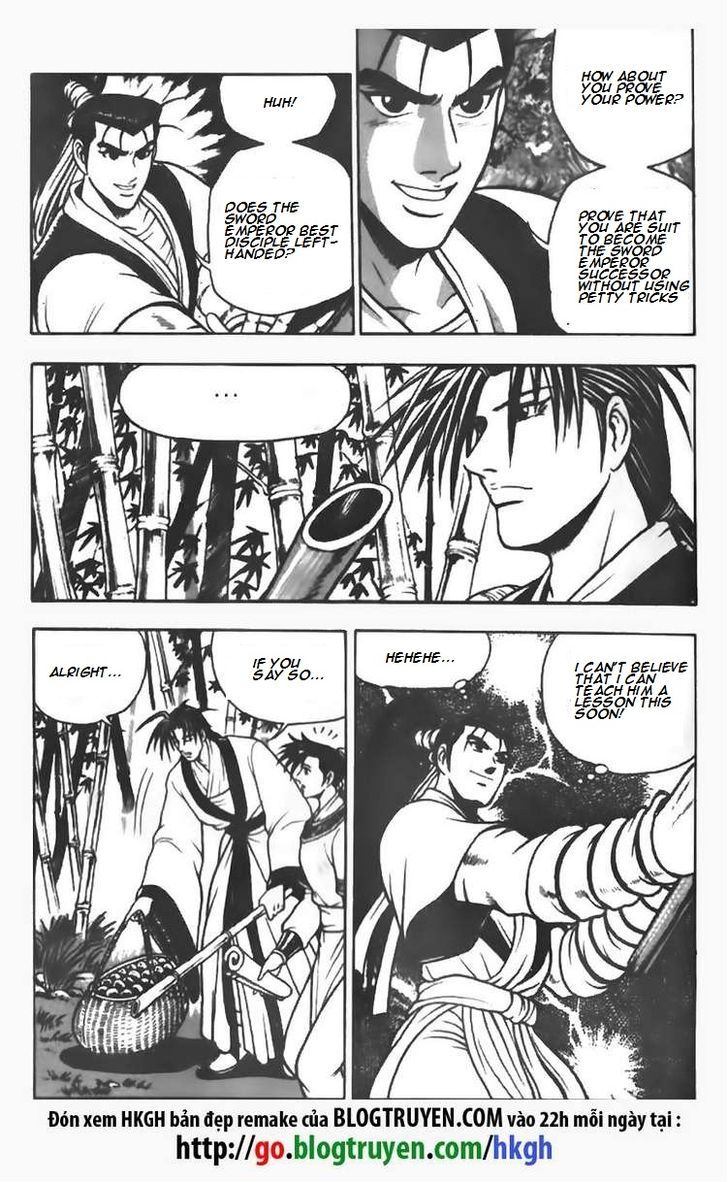 HOW ABOUT
YOU PROVE
YOUR POWER?
PROVE THAT
YOU ARE SUIT
TO BECOME
THE SWORD
EMPEROR
SUCCESSOR
WITHOUT USING
PETTY TRICKS
HUH!
DOES THE
SWORD
EMPEROR BEST
DISCIPLE LEFT-
HANDED?
...
I CAN'T BELIEVE
THAT I CAN
TEACH HIM A
LESSON THIS
SOON!
HEHEHE...
IF YOU
SAY SO...
ALRIGHT...
Đón xem HKGH bản đẹp remake của BLOGTRUYEN.COM vào 22h mỗi ngày tại :
http://go.blogtruyen.com/hkgh